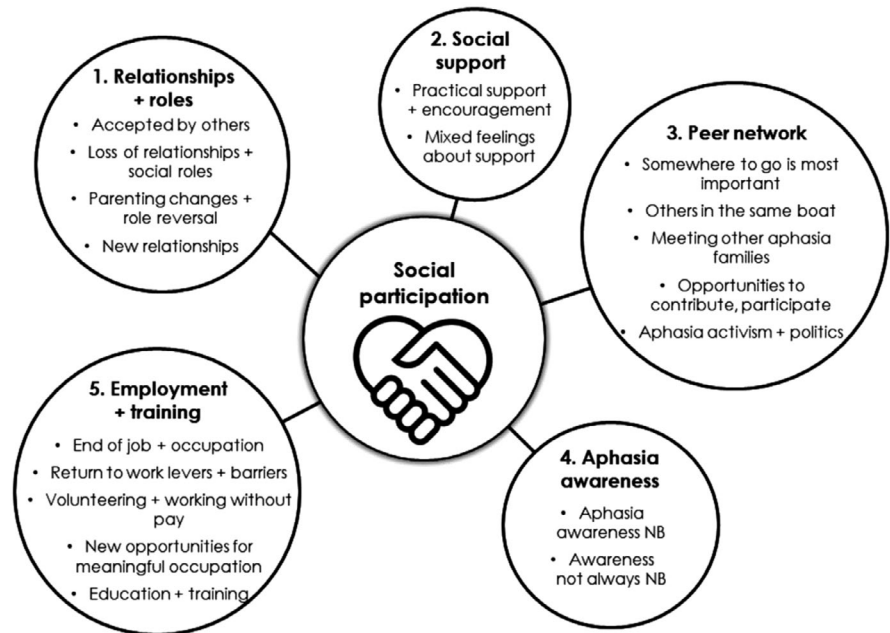 Social
participation
1. Relationships
+ roles
• Accepted by others
• Loss of relationships +
social roles
• Parenting changes +
role reversal
• New relationships
2. Social
support
• Practical support
+ encouragement
• Mixed feelings
about support
3. Peer network
• Somewhere to go is most
important
• Others in the same boat
• Meeting other aphasia
families
• Opportunities to
contribute, participate
• Aphasia activism + politics
4. Aphasia
awareness
• Aphasia
awareness NB
• Awareness
not always NB
5. Employment
+ training
• End of job + occupation
• Return to work levers + barriers
• Volunteering + working without
pay
• New opportunities for
meaningful occupation
• Education + training